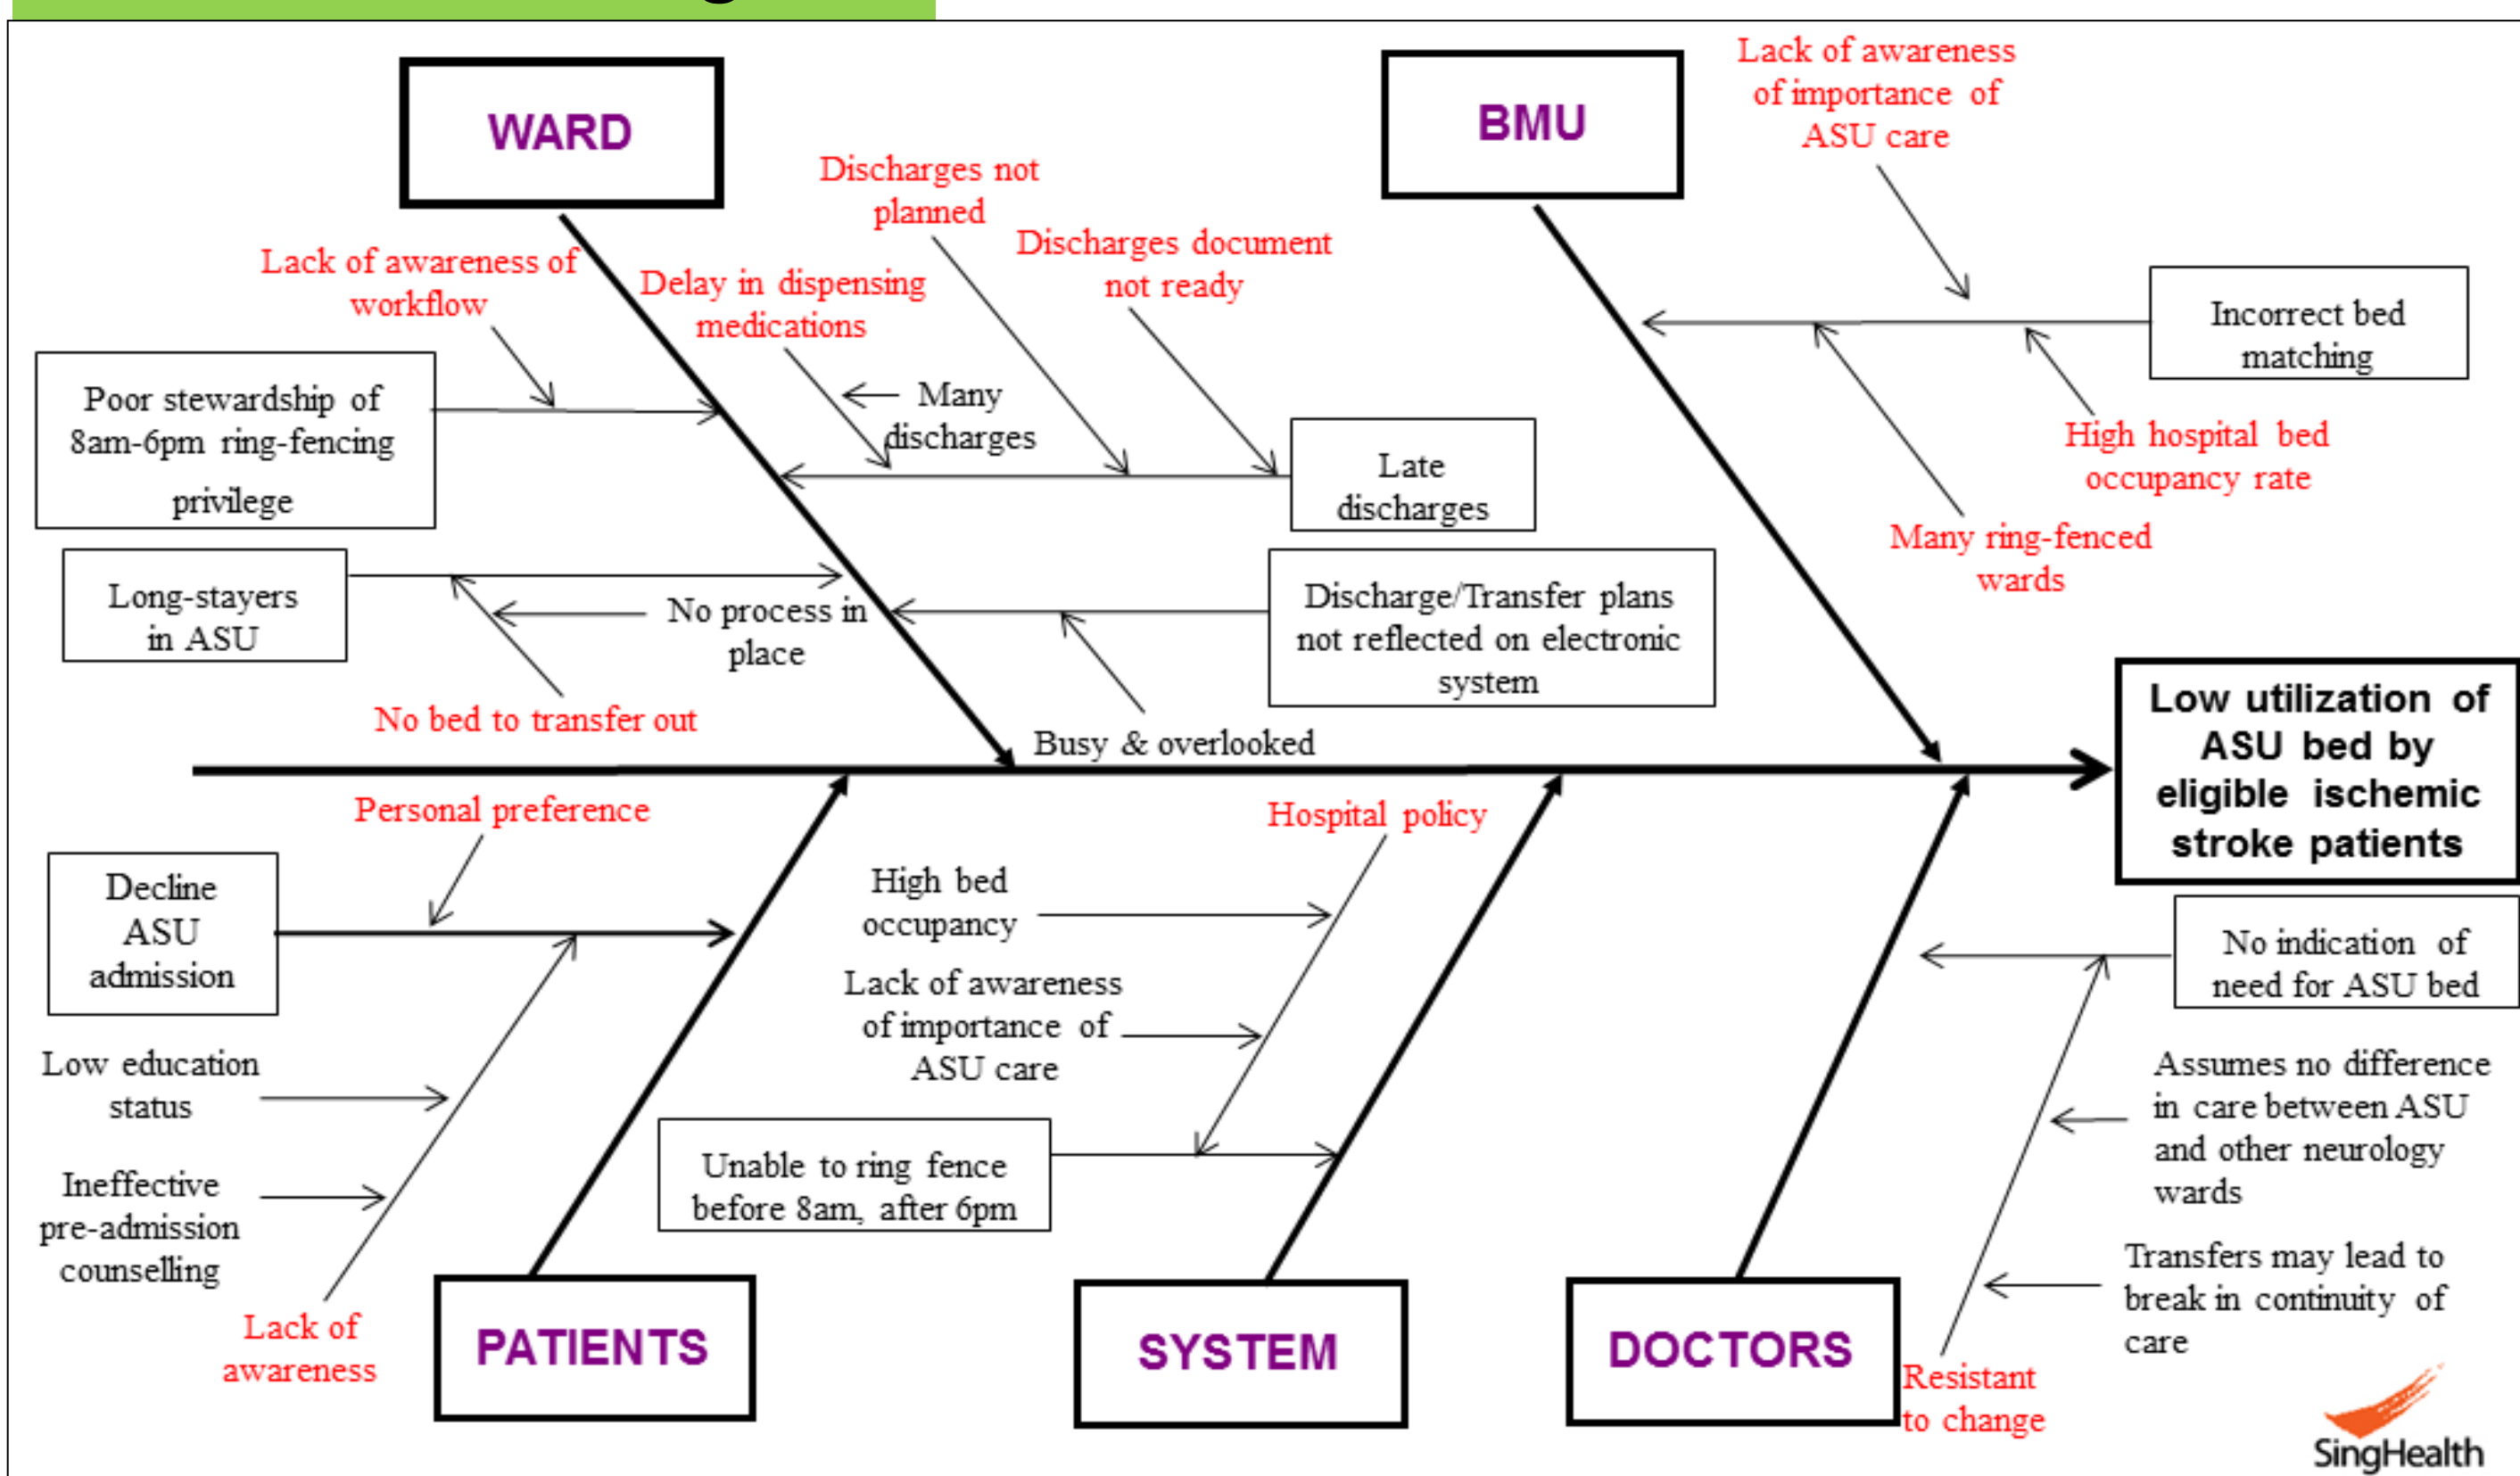 WARD
BMU
Lack of awareness
of importance of
ASU care
Discharges not
planned
Discharges document
not ready
Lack of awareness of
workflow
Delay in dispensing
medications
Many
discharges
Poor stewardship of
8am-6pm ring-fencing
privilege
Late
discharges
Incorrect bed
matching
High hospital bed
occupancy rate
Many ring-fenced
wards
Long-stayers
in ASU
No process in
place
No bed to transfer out
Discharge/Transfer plans
not reflected on electronic
system
Busy & overlooked
Low utilization of
ASU bed by
eligible ischemic
stroke patients
Personal preference
Decline
ASU
admission
Low education
status
Ineffective
pre-admission
counselling
Lack of
awareness
PATIENTS
Hospital policy
High bed
occupancy
Lack of awareness
of importance of
ASU care
Unable to ring fence
before 8am, after 6pm
SYSTEM
No indication of
need for ASU bed
Assumes no difference
in care between ASU
and other neurology
wards
Transfers may lead to
break in continuity of
care
Resistant
to change
DOCTORS
SingHealth